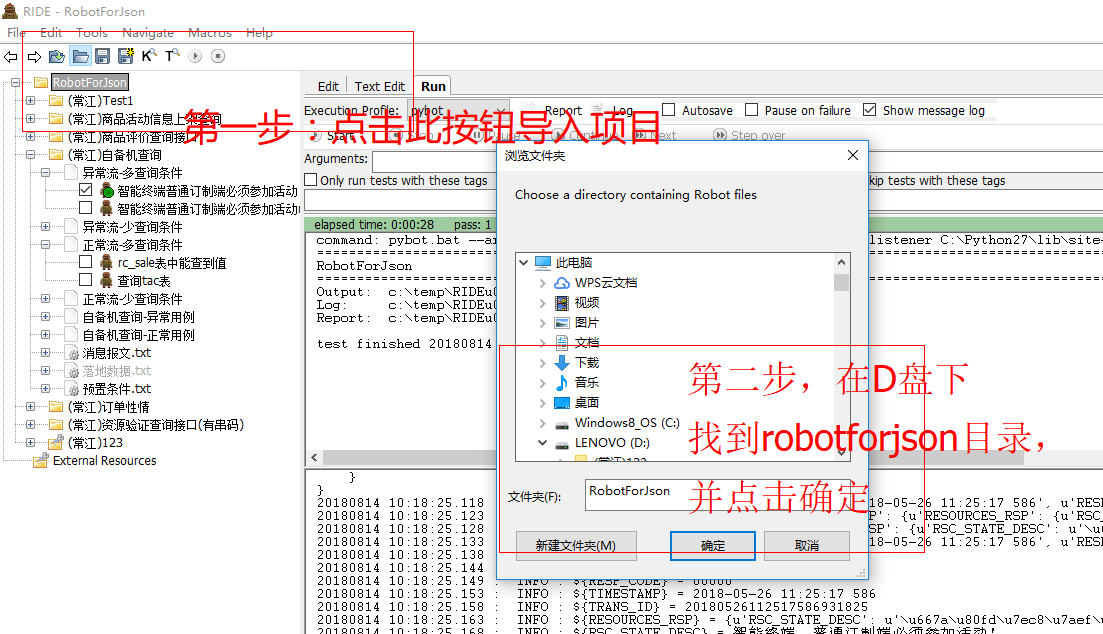 RIDE - RobotForJson
File Edit Tools Navigate Macros Help
RobotForJson
(常江)Test1
(常江)商品活动信息上架查询
(常江)商品评价查询接口
(常江)自备机查询
异常流-多查询条件
智能终端普通订制端必须参加活动
智能终端普通订制端必须参加活动
异常流-少查询条件
正常流-多查询条件
rc_sale表中能查到值
查询tac表
正常流-少查询条件
自备机查询-异常用例
自备机查询-正常用例
消息报文.txt
落地数据.txt
预置条件.txt
(常江)订单性情
(常江)资源验证查询接口(有串码)
(常江)123
External Resources
Edit Text Edit Run
Execution Profile: pybot Report Log Autosave Pause on failure Show message log
第一步：点击此按钮导入项目
Start Stop Pause Continue Next Step over
Arguments:
Only run tests with these tags
kip tests with these tags
elapsed time: 0:00:28 pass: 1
command: pybot.bat --ar
listener C:\Python27\lib\site-
RobotForJson
Output: c:\temp\RIDEu
Log: c:\temp\RIDEu
Report: c:\temp\RIDEu
test finished 20180814
浏览文件夹
Choose a directory containing Robot files
此电脑
WPS云文档
视频
图片
文档
下载
音乐
桌面
Windows8_OS (C:)
LENOVO (D:)
(常江)123
文件夹(F): RobotForJson
新建文件夹(M) 确定 取消
第二步，在D盘下
找到robotforjson目录，
并点击确定
}
}
20180814 10:18:25.118
18-05-26 11:25:17 586', u'RESP
20180814 10:18:25.123
P': {u'RESOURCES_RSP': {u'RSC_
20180814 10:18:25.128
SP': {u'RSC_STATE_DESC': u'\u
20180814 10:18:25.133
18-05-26 11:25:17 586', u'RESP
20180814 10:18:25.138
20180814 10:18:25.144
20180814 10:18:25.149 : INFO : ${RESP_CODE} = 00000
20180814 10:18:25.153 : INFO : ${TIMESTAMP} = 2018-05-26 11:25:17 586
20180814 10:18:25.158 : INFO : ${TRANS_ID} = 20180526112517586931825
20180814 10:18:25.163 : INFO : ${RESOURCES_RSP} = {u'RSC_STATE_DESC': u'\u667a\u80fd\u7ec8\u7aef\u
20180814 10:18:25.168 : INFO : ${RSC_STATE_DESC} = 智能终端，普通订制端必须参加活动！